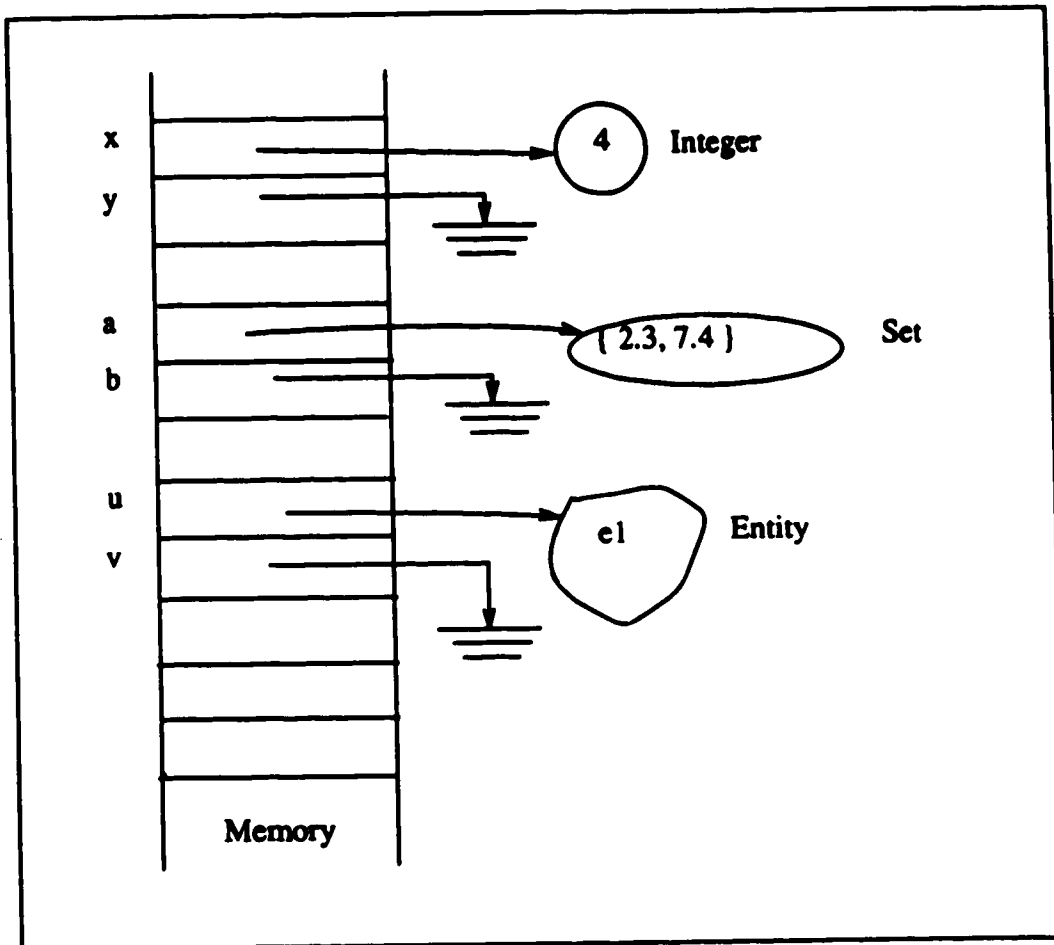 x
4 Integer
y
a
{ 2.3, 7.4 } Set
b
u
e1 Entity
v
Memory